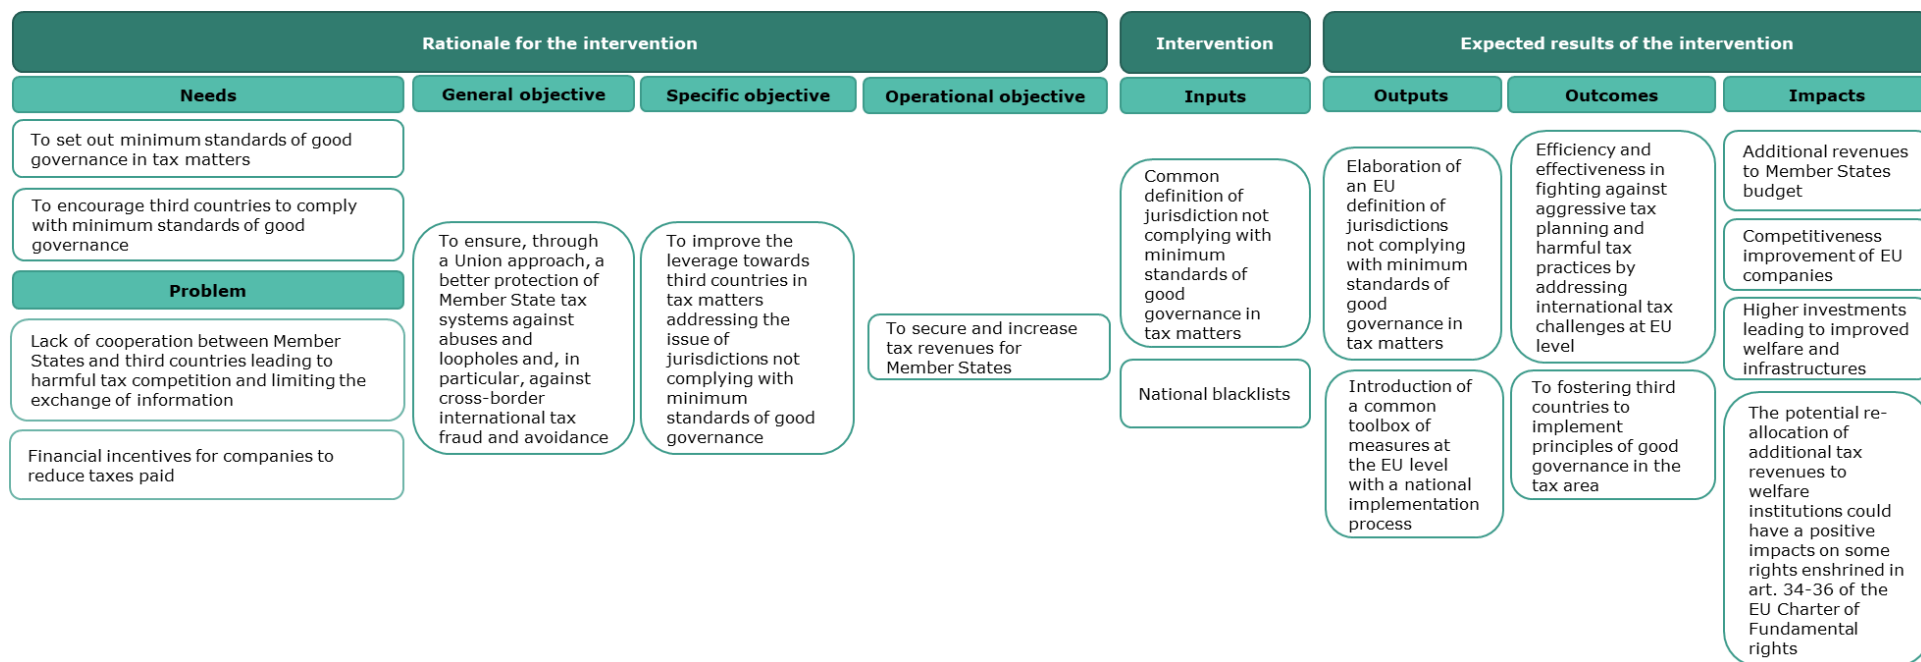 Rationale for the intervention
Intervention
Expected results of the intervention
Needs
General objective
Specific objective
Operational objective
Inputs
Outputs
Outcomes
Impacts
To set out minimum standards of good
governance in tax matters
To encourage third countries to comply
with minimum standards of good
governance
Problem
Lack of cooperation between Member
States and third countries leading to
harmful tax competition and limiting the
exchange of information
Financial incentives for companies to
reduce taxes paid
To ensure, through
a Union approach, a
better protection of
Member State tax
systems against
abuses and
loopholes and, in
particular, against
cross-border
international tax
fraud and avoidance
To improve the
leverage towards
third countries in
tax matters
addressing the
issue of
jurisdictions not
complying with
minimum
standards of good
governance
To secure and increase
tax revenues for
Member States
Common
definition of
jurisdiction not
complying with
minimum
standards of
good
governance in
tax matters
National blacklists
Elaboration of
an EU
definition of
jurisdictions
not complying
with minimum
standards of
good
governance in
tax matters
Introduction of
a common
toolbox of
measures at
the EU level
with a national
implementation
process
Efficiency and
effectiveness in
fighting against
aggressive tax
planning and
harmful tax
practices by
addressing
international tax
challenges at EU
level
To fostering third
countries to
implement
principles of good
governance in the
tax area
Additional revenues
to Member States
budget
Competitiveness
improvement of EU
companies
Higher investments
leading to improved
welfare and
infrastructures
The potential re-
allocation of
additional tax
revenues to
welfare
institutions could
have a positive
impacts on some
rights enshrined in
art. 34-36 of the
EU Charter of
Fundamental
rights